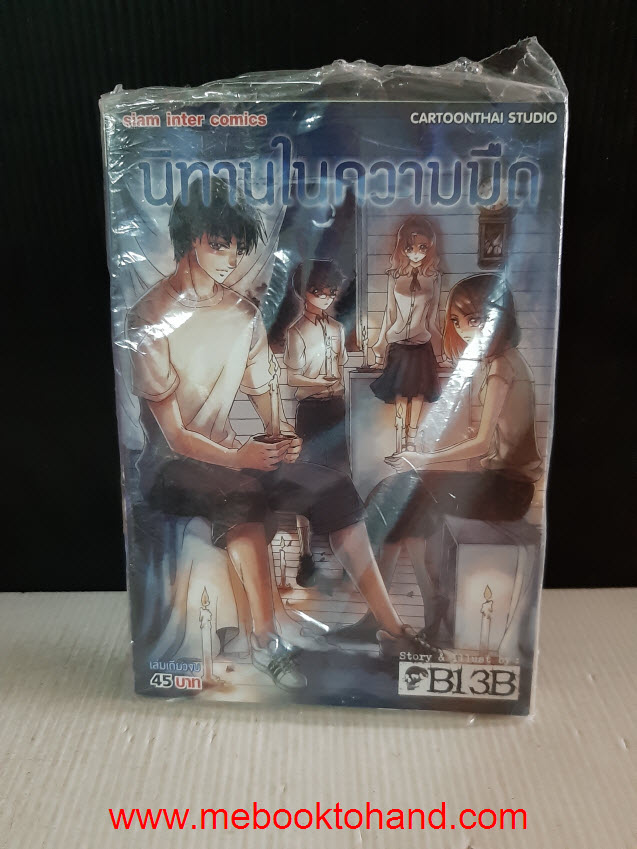 siam inter comics
CARTOONTHAI STUDIO
นิทานในความมืด
เล่มเดียวจบ
45 บาท
Story & Illust by:
B13B
www.mebooktohand.com